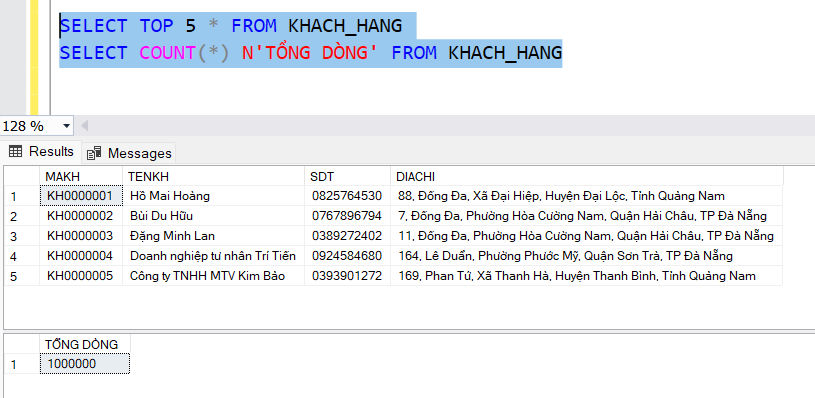 SELECT TOP 5 * FROM KHACH_HANG
SELECT COUNT(*) N'TỔNG DÒNG' FROM KHACH_HANG
128 %
Results Messages
MAKH TENKH SDT DIACHI
1 KH0000001 Hồ Mai Hoàng 0825764530 88, Đống Đa, Xã Đại Hiệp, Huyện Đại Lộc, Tỉnh Quảng Nam
2 KH0000002 Bùi Du Hữu 0767896794 7, Đống Đa, Phường Hòa Cường Nam, Quận Hải Châu, TP Đà Nẵng
3 KH0000003 Đặng Minh Lan 0389272402 11, Đống Đa, Phường Hòa Cường Nam, Quận Hải Châu, TP Đà Nẵng
4 KH0000004 Doanh nghiệp tư nhân Trí Tiến 0924584680 164, Lê Duẩn, Phường Phước Mỹ, Quận Sơn Trà, TP Đà Nẵng
5 KH0000005 Công ty TNHH MTV Kim Bảo 0393901272 169, Phan Tứ, Xã Thanh Hà, Huyện Thanh Bình, Tỉnh Quảng Nam
TỔNG DÒNG
1 1000000